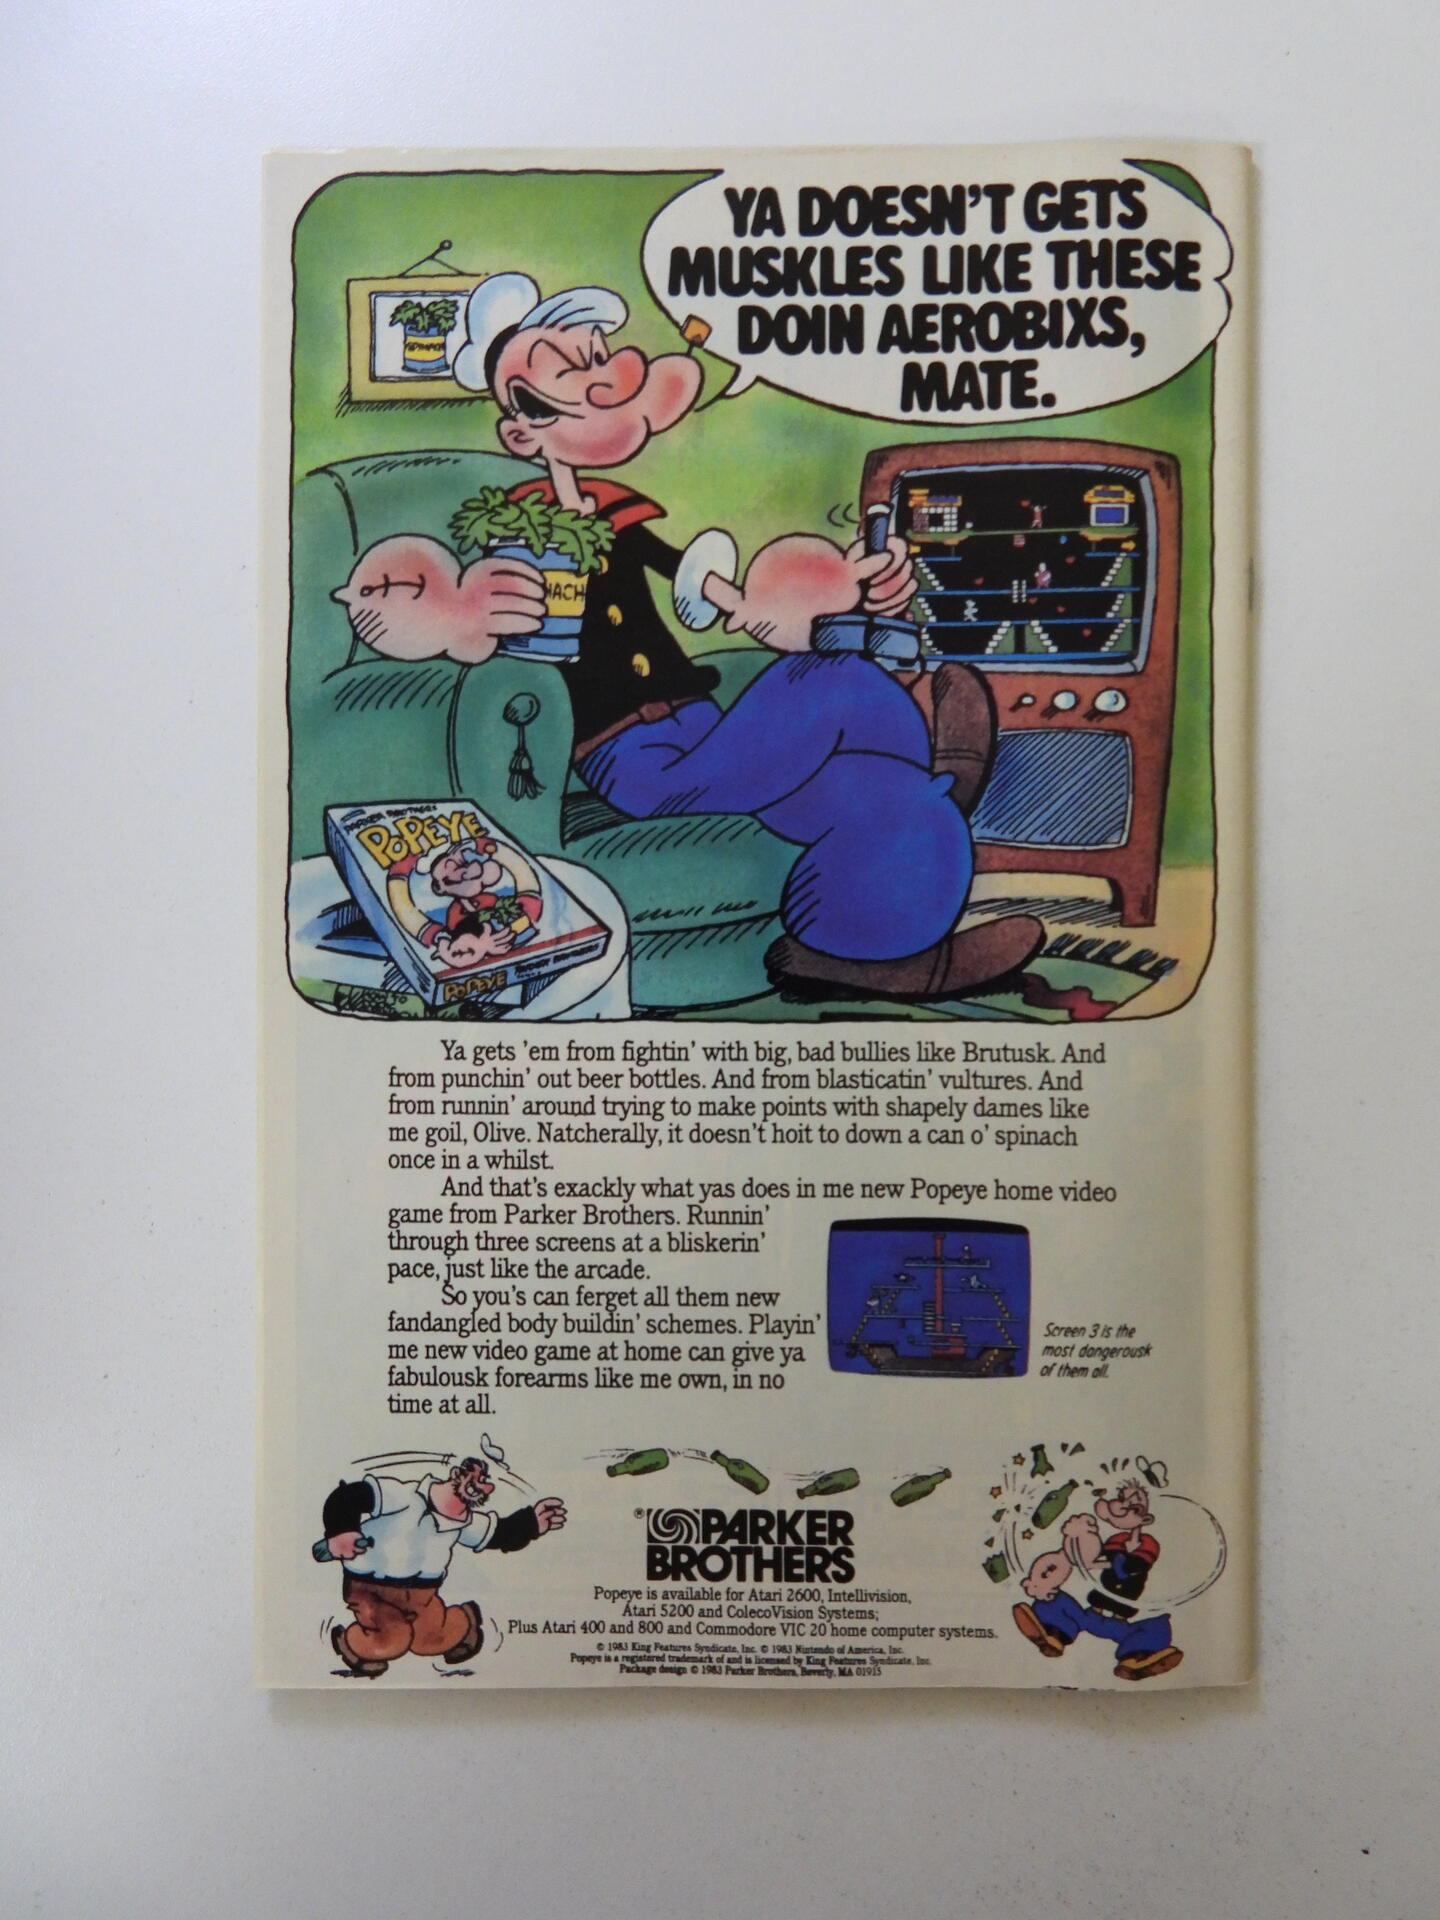 YA DOESN'T GETS
MUSKLES LIKE THESE
DOIN AEROBIXS,
MATE.
SPINACH
NACH
PARKER BROTHERS
POPEYE
POPEYE
PARKER BROTHERS
Ya gets 'em from fightin' with big, bad bullies like Brutusk. And
from punchin' out beer bottles. And from blasticatin' vultures. And
from runnin' around trying to make points with shapely dames like
me goil, Olive. Natcherally, it doesn't hoit to down a can o' spinach
once in a whilst.
And that's exackly what yas does in me new Popeye home video
game from Parker Brothers. Runnin'
through three screens at a bliskerin'
pace, just like the arcade.
So you's can ferget all them new
fandangled body buildin' schemes. Playin'
me new video game at home can give ya
fabulousk forearms like me own, in no
time at all.
Screen 3 is the
most dangerousk
of them all.
® PARKER
BROTHERS
Popeye is available for Atari 2600, Intellivision,
Atari 5200 and ColecoVision Systems;
Plus Atari 400 and 800 and Commodore VIC 20 home computer systems.
© 1983 King Features Syndicate, Inc. © 1983 Nintendo of America, Inc.
Popeye is a registered trademark of and is licensed by King Features Syndicate, Inc.
Package design © 1983 Parker Brothers, Beverly, MA 01915